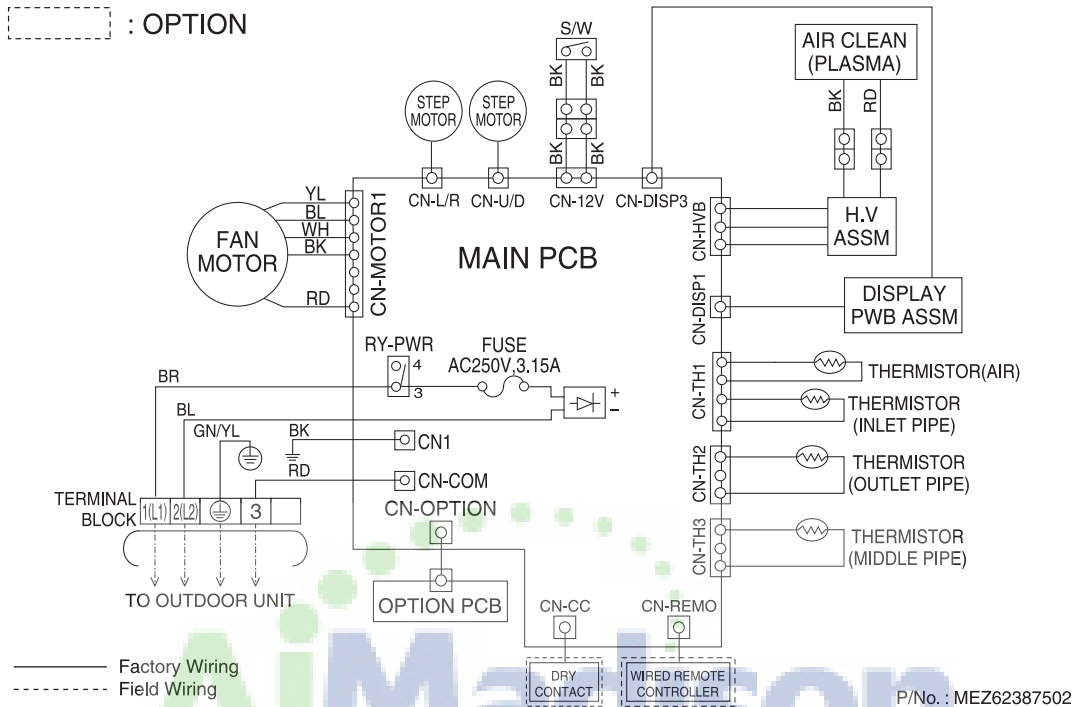 : OPTION
S/W
BK
BK
BK
BK
AIR CLEAN
(PLASMA)
BK
RD
STEP
MOTOR
STEP
MOTOR
CN-L/R
CN-U/D
CN-12V
CN-DISP3
YL
BL
WH
BK
RD
FAN
MOTOR
CN-MOTOR1
MAIN PCB
CN-HVB
H.V
ASSM
CN-DISP1
DISPLAY
PWB ASSM
RY-PWR
4
3
FUSE
AC250V,3.15A
+
−
BR
BL
GN/YL
BK
CN1
RD
CN-COM
CN-TH1
THERMISTOR(AIR)
THERMISTOR
(INLET PIPE)
CN-TH2
THERMISTOR
(OUTLET PIPE)
CN-TH3
THERMISTOR
(MIDDLE PIPE)
TERMINAL
BLOCK
1(L1)
2(L2)
3
TO OUTDOOR UNIT
CN-OPTION
OPTION PCB
CN-CC
CN-REMO
DRY
CONTACT
WIRED REMOTE
CONTROLLER
Factory Wiring
Field Wiring
AjMadison
P/No. : MEZ62387502